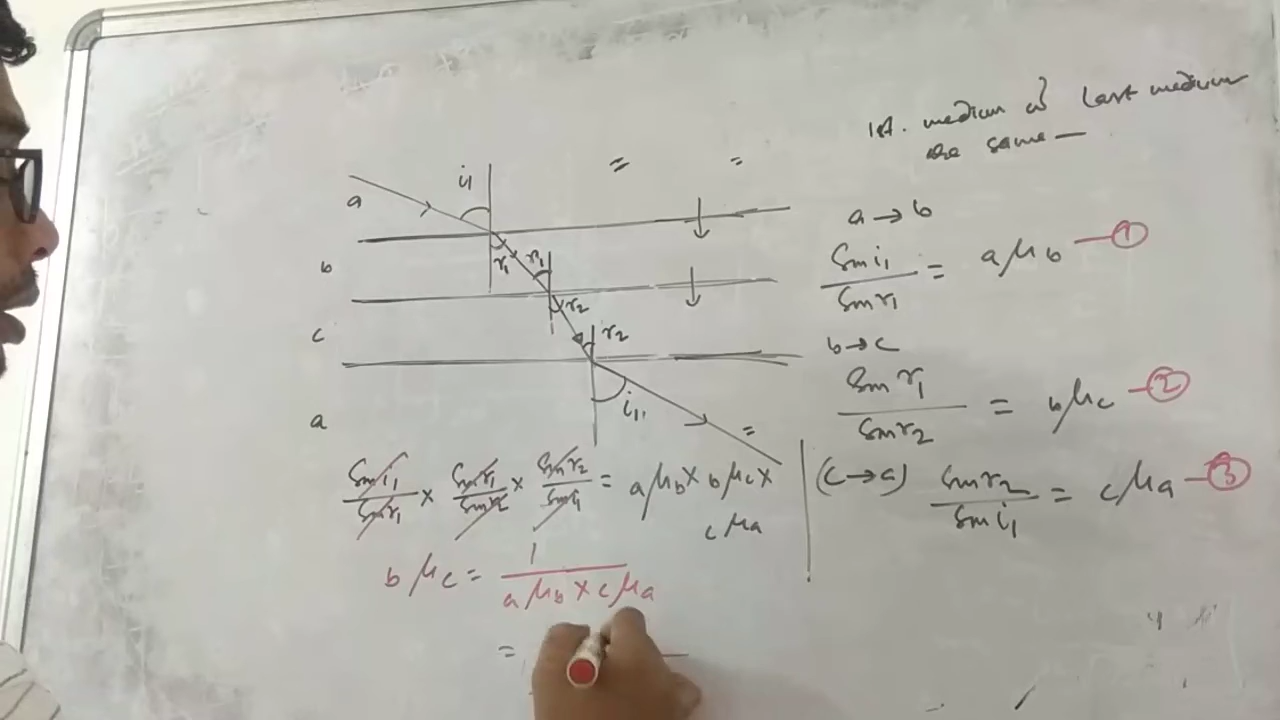 1st. medium & Last medium
are same —
a → b
Sin i₁ / Sin r₁ = aμb — ①
b → c
Sin r₁ / Sin r₂ = bμc — ②
(c → a) Sin r₂ / Sin i₁ = cμa — ③
i₁
a
r₁ r₁
b
r₂
c r₂
a i₁
Sin i₁ / Sin r₁ × Sin r₁ / Sin r₂ × Sin r₂ / Sin i₁ = aμb × bμc ×
cμa
bμc = 1 / aμb × cμa
=